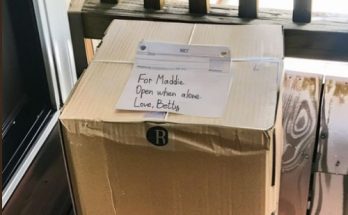 For Maddie.
Open when alone.
Love, Betty
R